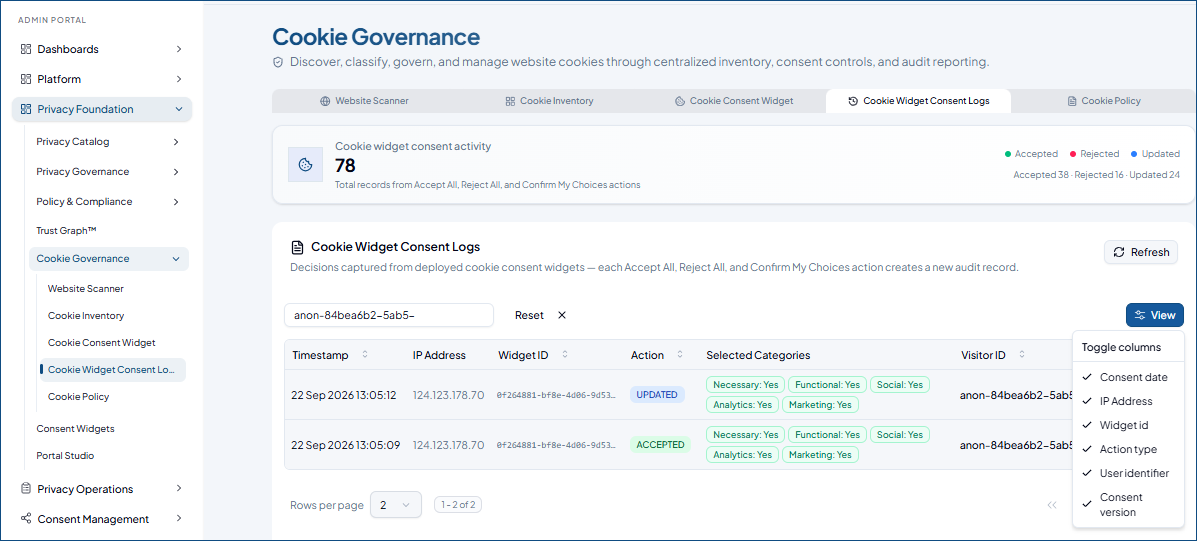 ADMIN PORTAL
Dashboards
Platform
Privacy Foundation
Privacy Catalog
Privacy Governance
Policy & Compliance
Trust Graph™
Cookie Governance
Website Scanner
Cookie Inventory
Cookie Consent Widget
Cookie Widget Consent Lo...
Cookie Policy
Consent Widgets
Portal Studio
Privacy Operations
Consent Management
Cookie Governance
Discover, classify, govern, and manage website cookies through centralized inventory, consent controls, and audit reporting.
Website Scanner Cookie Inventory Cookie Consent Widget Cookie Widget Consent Logs Cookie Policy
Cookie widget consent activity
78
Total records from Accept All, Reject All, and Confirm My Choices actions
Accepted Rejected Updated
Accepted 38 · Rejected 16 · Updated 24
Cookie Widget Consent Logs
Decisions captured from deployed cookie consent widgets — each Accept All, Reject All, and Confirm My Choices action creates a new audit record.
Refresh
anon-84bea6b2-5ab5- Reset View
Timestamp IP Address Widget ID Action Selected Categories Visitor ID
22 Sep 2026 13:05:12 124.123.178.70 0f264881-bf8e-4d06-9d53… UPDATED Necessary: Yes Functional: Yes Social: Yes anon-84bea6b2-5ab5
Analytics: Yes Marketing: Yes
22 Sep 2026 13:05:09 124.123.178.70 0f264881-bf8e-4d06-9d53… ACCEPTED Necessary: Yes Functional: Yes Social: Yes anon-84bea6b2-5ab5
Analytics: Yes Marketing: Yes
Toggle columns
Consent date
IP Address
Widget id
Action type
User identifier
Consent
version
Rows per page 2 1 - 2 of 2